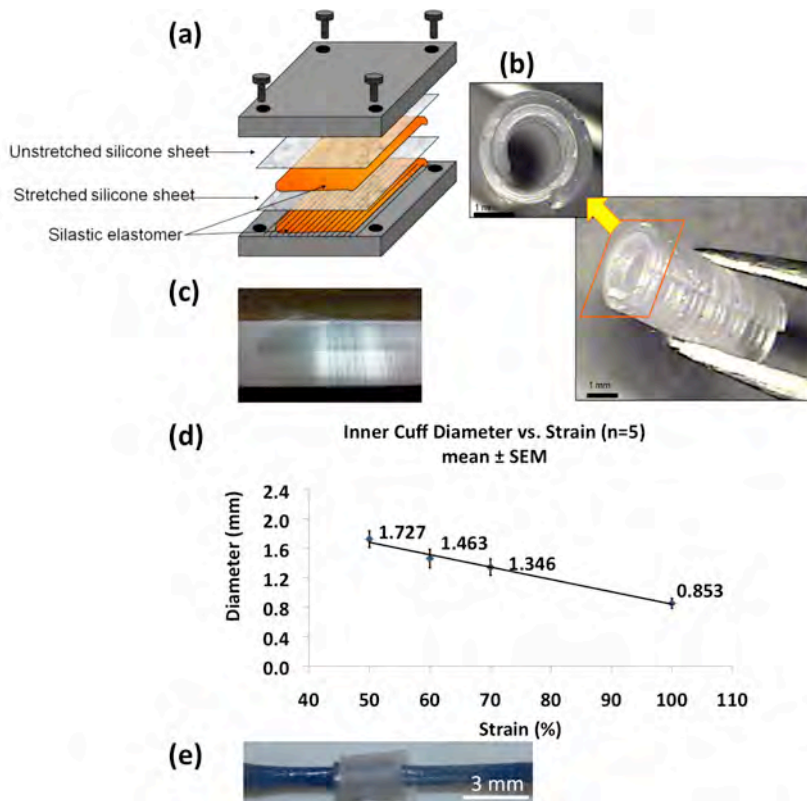 (a)
(b)
Unstretched silicone sheet
Stretched silicone sheet
Silastic elastomer
1 mm
1 mm
(c)
(d)
Inner Cuff Diameter vs. Strain (n=5)
mean ± SEM
Diameter (mm)
2.4
2.0
1.6
1.2
0.8
0.4
0.0
1.727
1.463
1.346
0.853
40 50 60 70 80 90 100 110
Strain (%)
(e)
3 mm